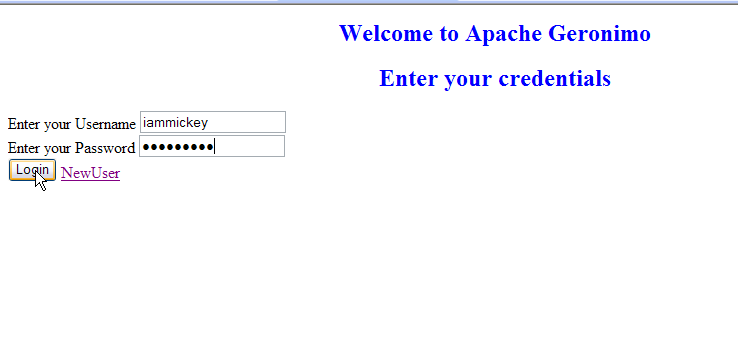 Welcome to Apache Geronimo
Enter your credentials
Enter your Username iammickey
Enter your Password •••••••••
Login NewUser